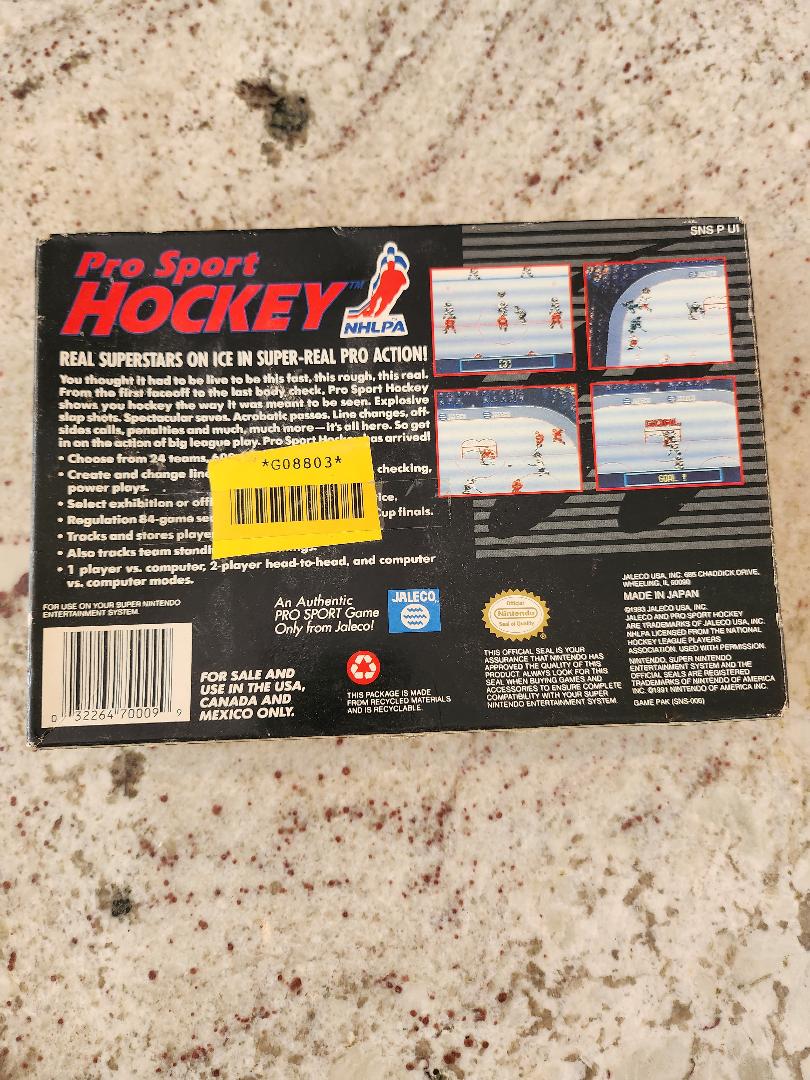 SNS P U1
Pro Sport
HOCKEY™
NHLPA
REAL SUPERSTARS ON ICE IN SUPER-REAL PRO ACTION!
You thought it had to be live to be this fast, this rough, this real.
From the first faceoff to the last body check, Pro Sport Hockey
shows you hockey the way it was meant to be seen. Explosive
slap shots. Spectacular saves. Acrobatic passes. Line changes, off-
sides calls, penalties and much, much more—it's all here. So get
in on the action of big league play. Pro Sport Hockey has arrived!
• Choose from 24 teams,
• Create and change line checking,
power plays.
• Select exhibition or ice.
• Regulation 84-game Cup finals.
• Tracks and stores
• Also tracks team
• 1 player vs. computer, 2-player head-to-head, and computer
vs. computer modes.
*G08803*
GOAL !
FOR USE ON YOUR SUPER NINTENDO
ENTERTAINMENT SYSTEM.
0 32264 70009 9
FOR SALE AND
USE IN THE USA,
CANADA AND
MEXICO ONLY.
An Authentic
PRO SPORT Game
Only from Jaleco!
JALECO
THIS PACKAGE IS MADE
FROM RECYCLED MATERIALS
AND IS RECYCLABLE.
Official
Nintendo
Seal of Quality
THIS OFFICIAL SEAL IS YOUR
ASSURANCE THAT NINTENDO HAS
APPROVED THE QUALITY OF THIS
PRODUCT. ALWAYS LOOK FOR THIS
SEAL WHEN BUYING GAMES AND
ACCESSORIES TO ENSURE COMPLETE
COMPATIBILITY WITH YOUR SUPER
NINTENDO ENTERTAINMENT SYSTEM.
JALECO USA, INC. 685 CHADDICK DRIVE,
WHEELING, IL 60090
MADE IN JAPAN
©1993 JALECO USA, INC.
JALECO AND PRO SPORT HOCKEY
ARE TRADEMARKS OF JALECO USA, INC.
NHLPA LICENSED FROM THE NATIONAL
HOCKEY LEAGUE PLAYERS
ASSOCIATION. USED WITH PERMISSION.
NINTENDO, SUPER NINTENDO
ENTERTAINMENT SYSTEM AND THE
OFFICIAL SEALS ARE REGISTERED
TRADEMARKS OF NINTENDO OF AMERICA
INC. ©1991 NINTENDO OF AMERICA INC.
GAME PAK (SNS-006)